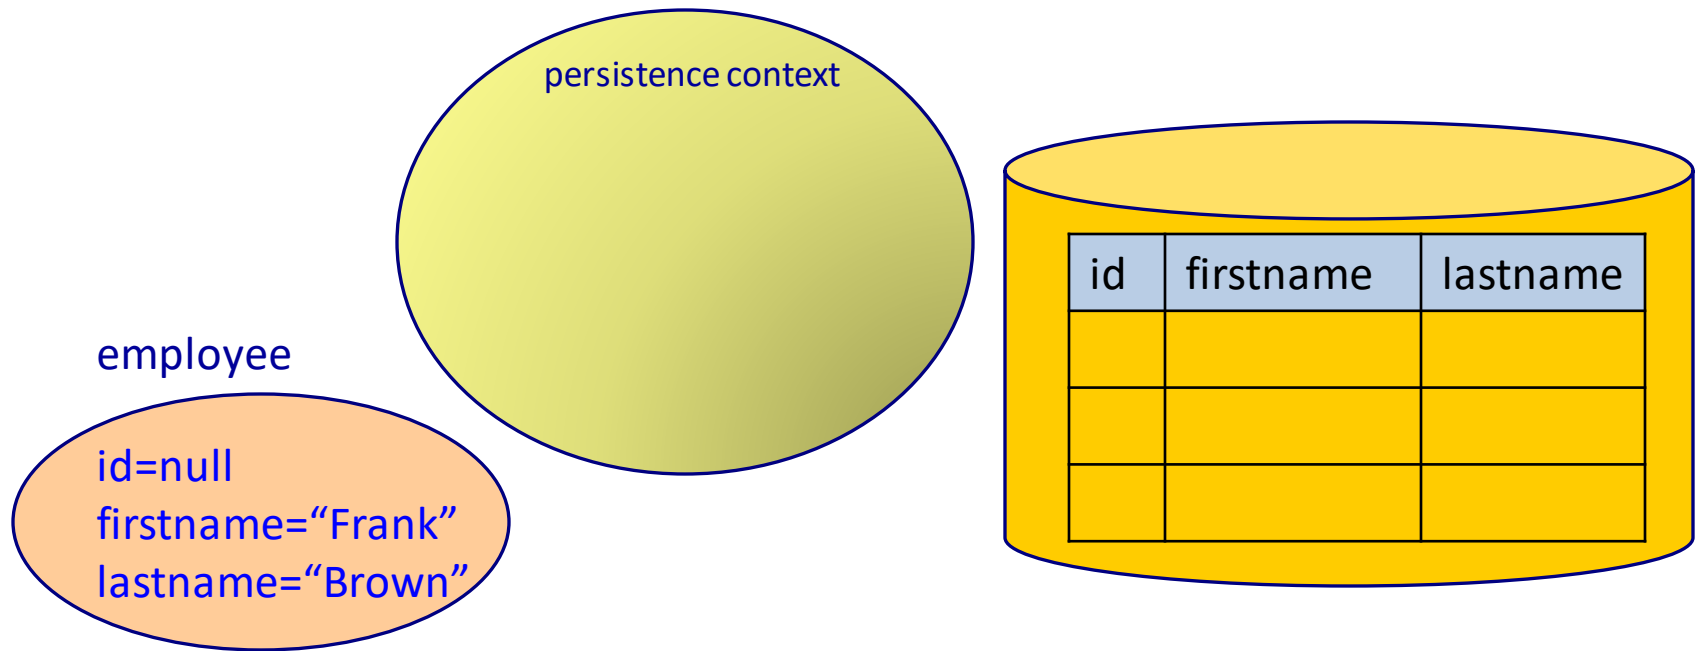 persistence context
id firstname lastname
employee
id=null
firstname=“Frank”
lastname=“Brown”